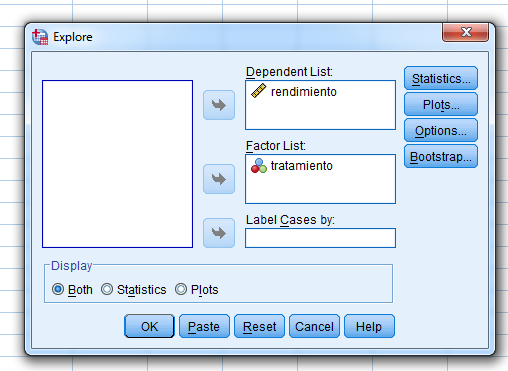 Explore
Dependent List:
rendimiento
Statistics...
Plots...
Options...
Bootstrap...
Factor List:
tratamiento
Label Cases by:
Display
Both
Statistics
Plots
OK
Paste
Reset
Cancel
Help